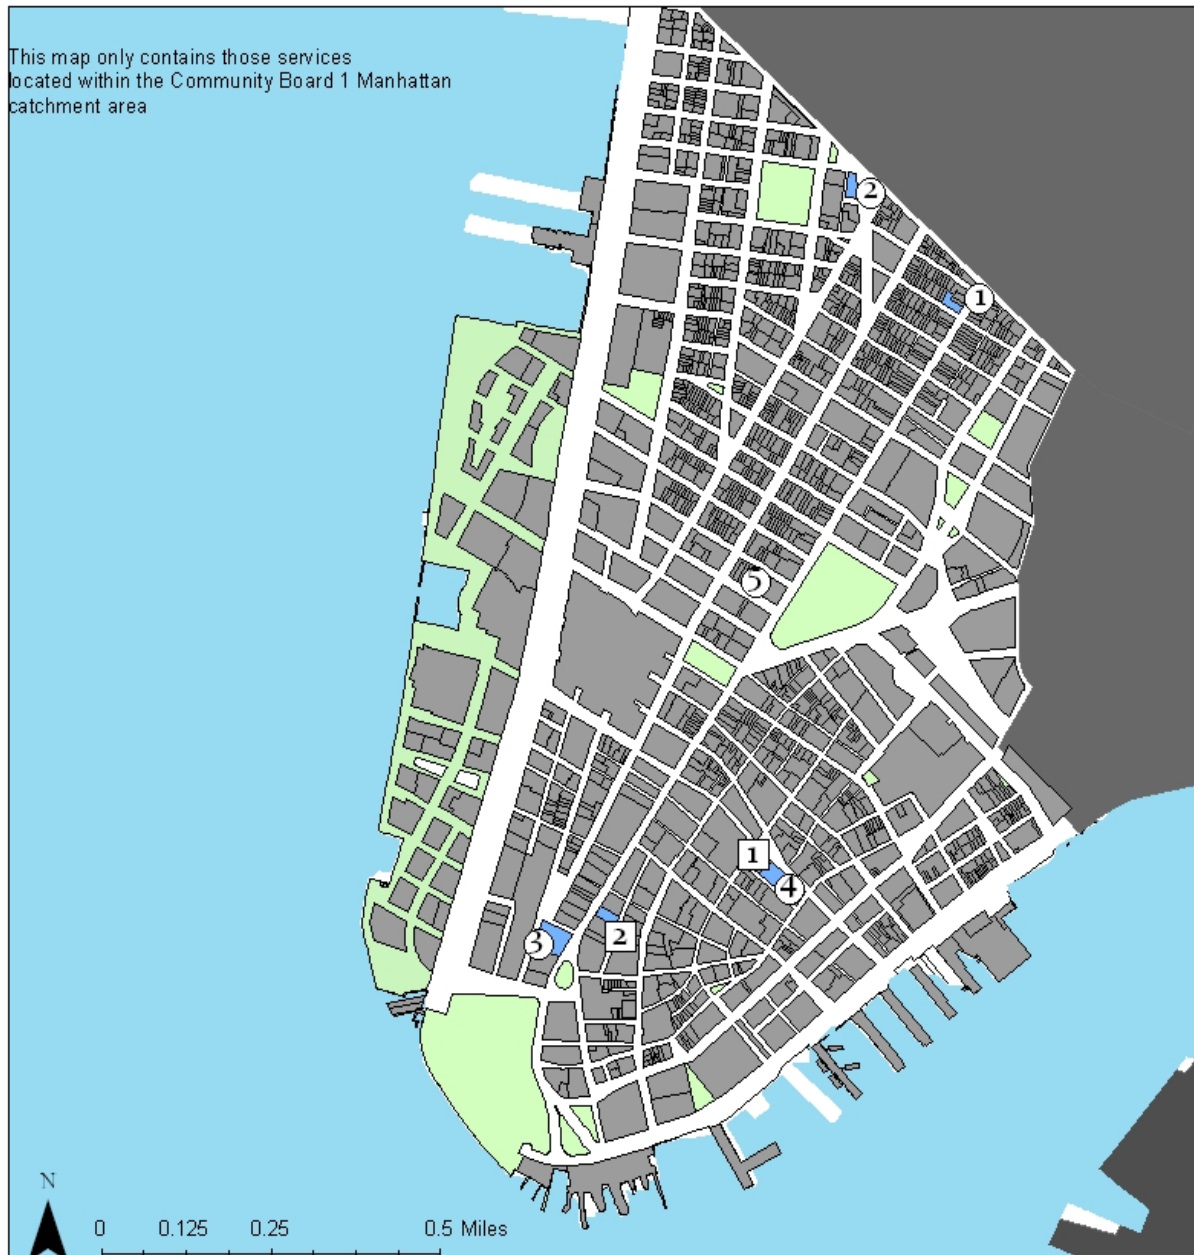 This map only contains those services
located within the Community Board 1 Manhattan
catchment area
2
1
5
1
4
3
2
N
0 0.125 0.25 0.5 Miles